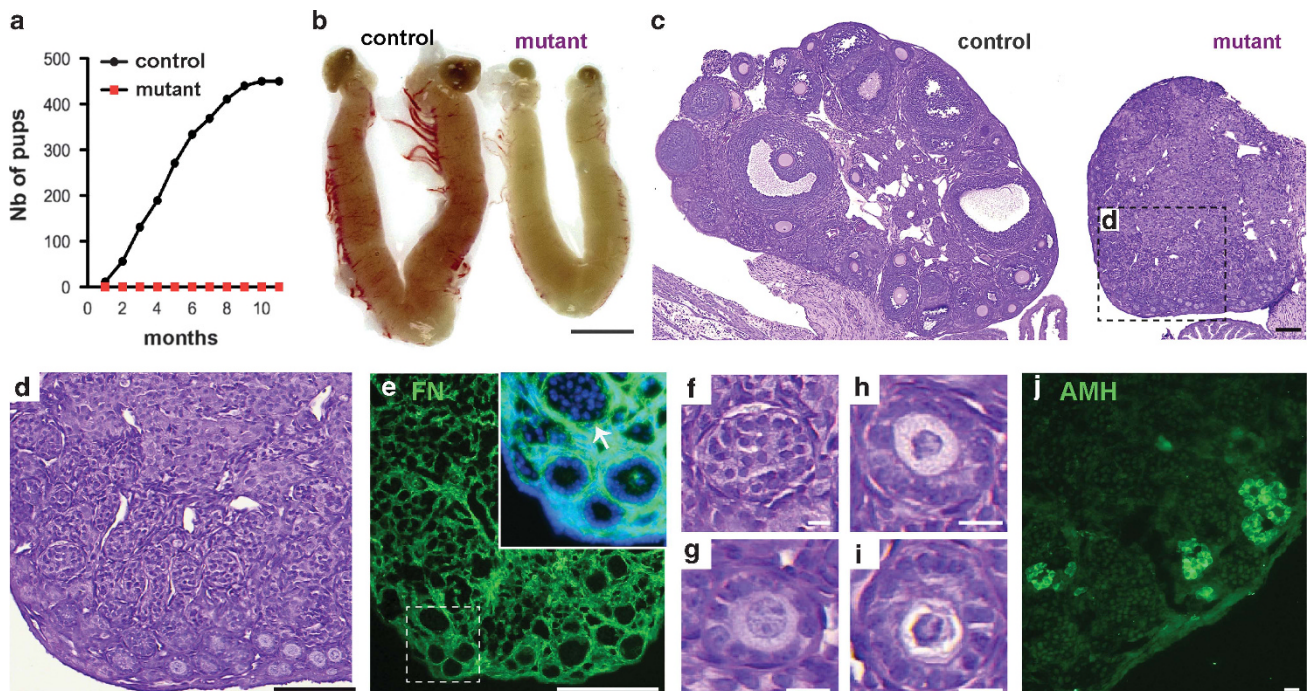 a
Nb of pups
500
400
300
200
100
0
control
mutant
0 2 4 6 8 10
months
b
control
mutant
c
control
mutant
d
d
e FN
f
g
h
i
j AMH